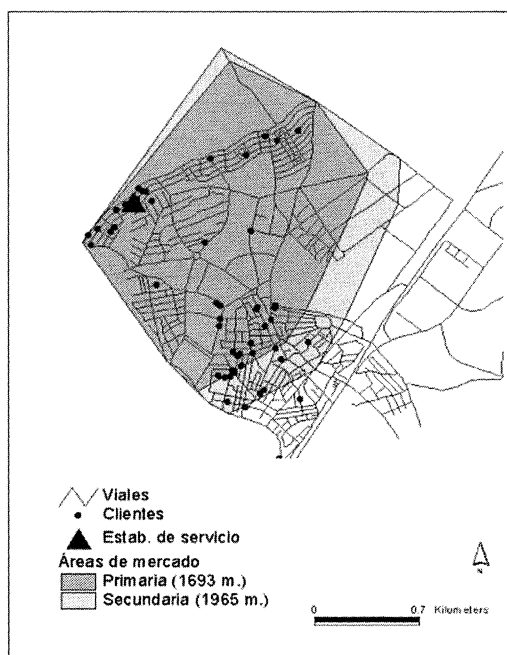 Viales
Clientes
Estab. de servicio
Áreas de mercado
Primaria (1693 m.)
Secundaria (1965 m.)
N
0 0.7 Kilometers